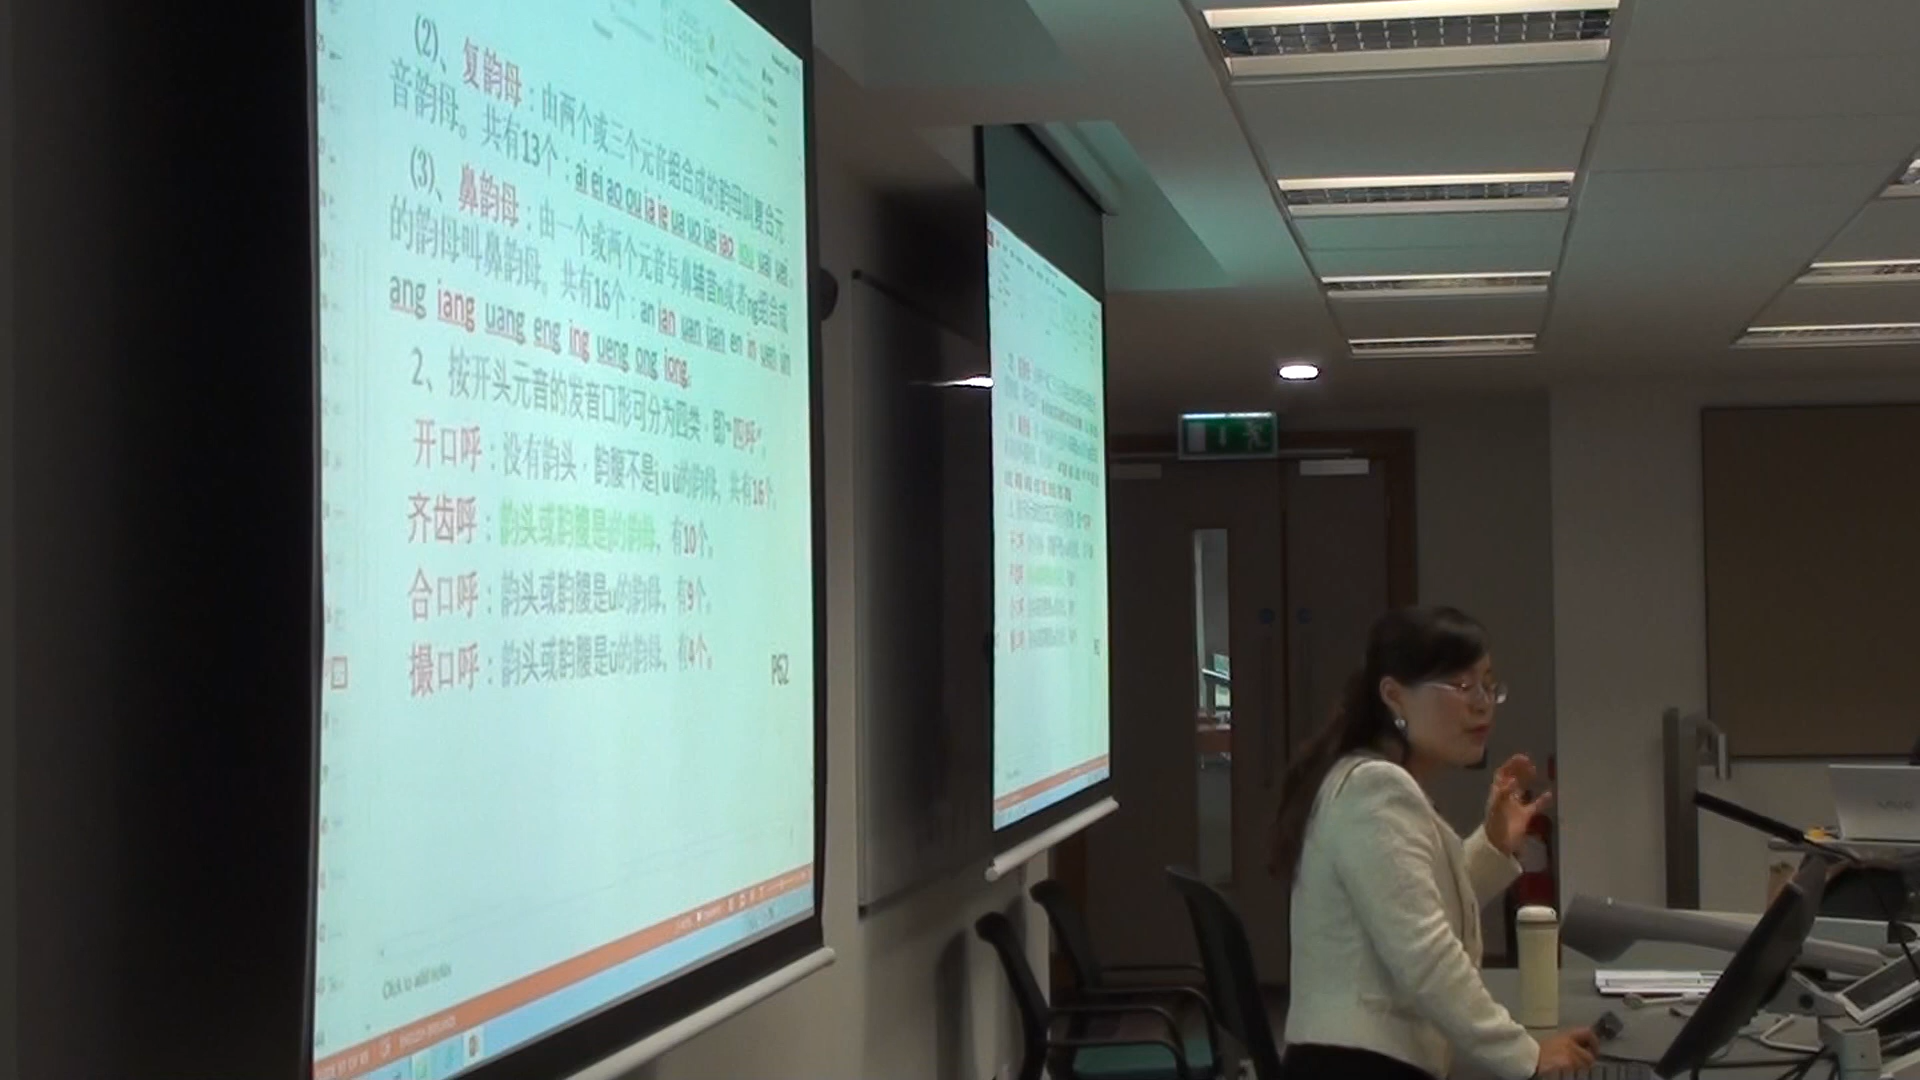 (2)、复韵母：由两个或三个元音组合成的韵母叫复合元
音韵母。共有13个：ai ei ao ou ia ie ua uo üe iao iou uai uei。
(3)、鼻韵母：由一个或两个元音与鼻辅音n或者ng组合成
的韵母叫鼻韵母。共有16个：an ian uan üan en in uen ün
ang iang uang eng ing ueng ong iong。
2、按开头元音的发音口形可分为四类，即“四呼”。
开口呼：没有韵头，韵腹不是i u ü的韵母，共有16个。
齐齿呼：韵头或韵腹是i的韵母，有10个。
合口呼：韵头或韵腹是u的韵母，有9个。
撮口呼：韵头或韵腹是ü的韵母，有4个。
P62
Click to add notes